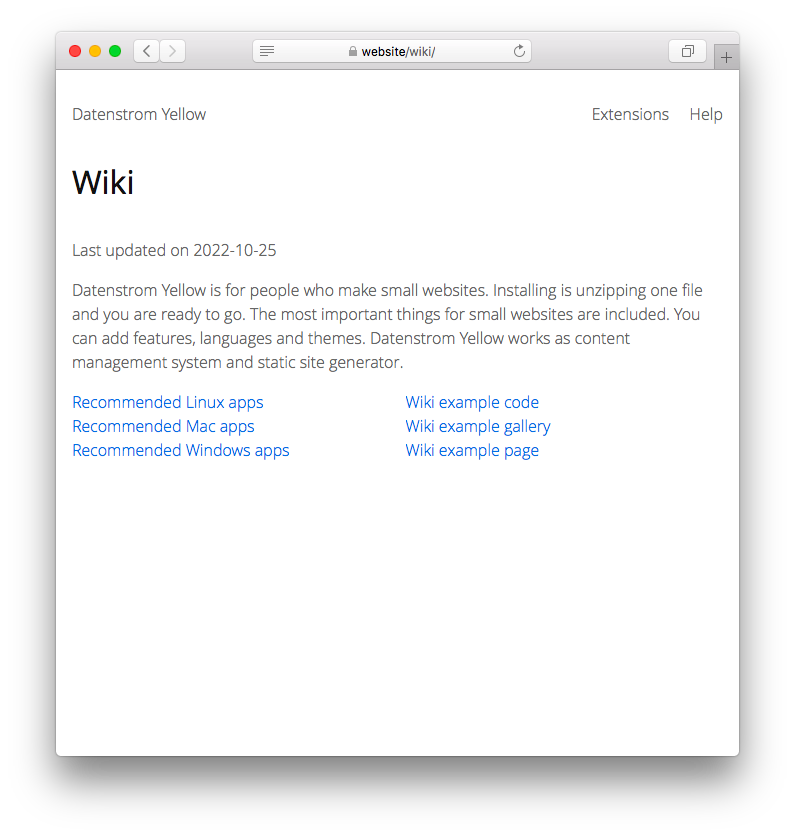 website/wiki/
Datenstrom Yellow
Extensions
Help
Wiki
Last updated on 2022-10-25
Datenstrom Yellow is for people who make small websites. Installing is unzipping one file
and you are ready to go. The most important things for small websites are included. You
can add features, languages and themes. Datenstrom Yellow works as content
management system and static site generator.
Recommended Linux apps
Recommended Mac apps
Recommended Windows apps
Wiki example code
Wiki example gallery
Wiki example page